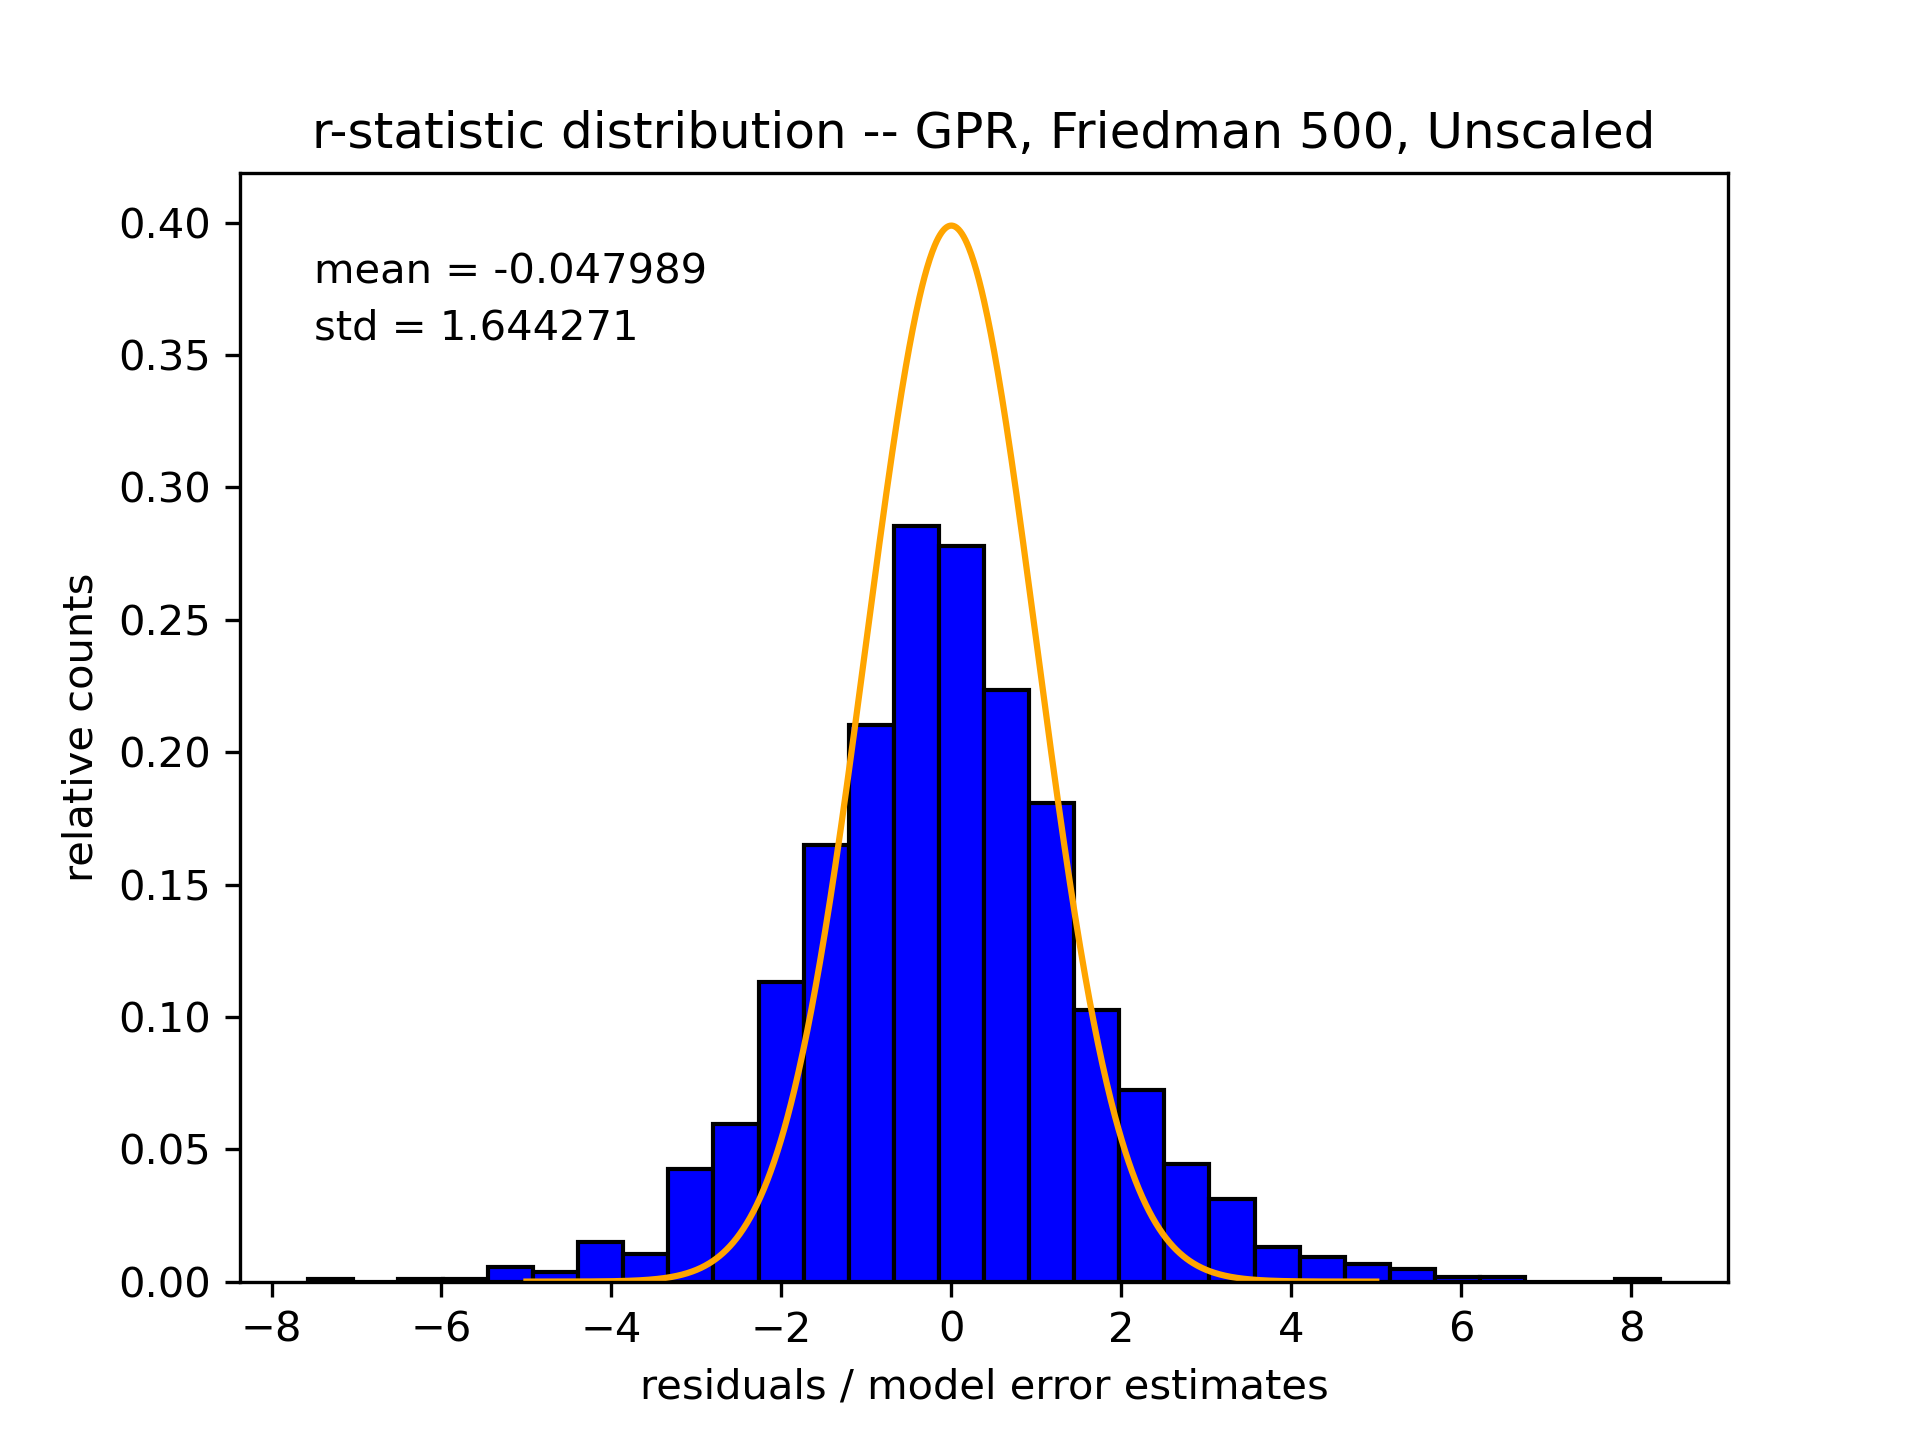 r-statistic distribution -- GPR, Friedman 500, Unscaled
mean = -0.047989
std = 1.644271
0.40
0.35
0.30
0.25
0.20
0.15
0.10
0.05
0.00
relative counts
−8 −6 −4 −2 0 2 4 6 8
residuals / model error estimates